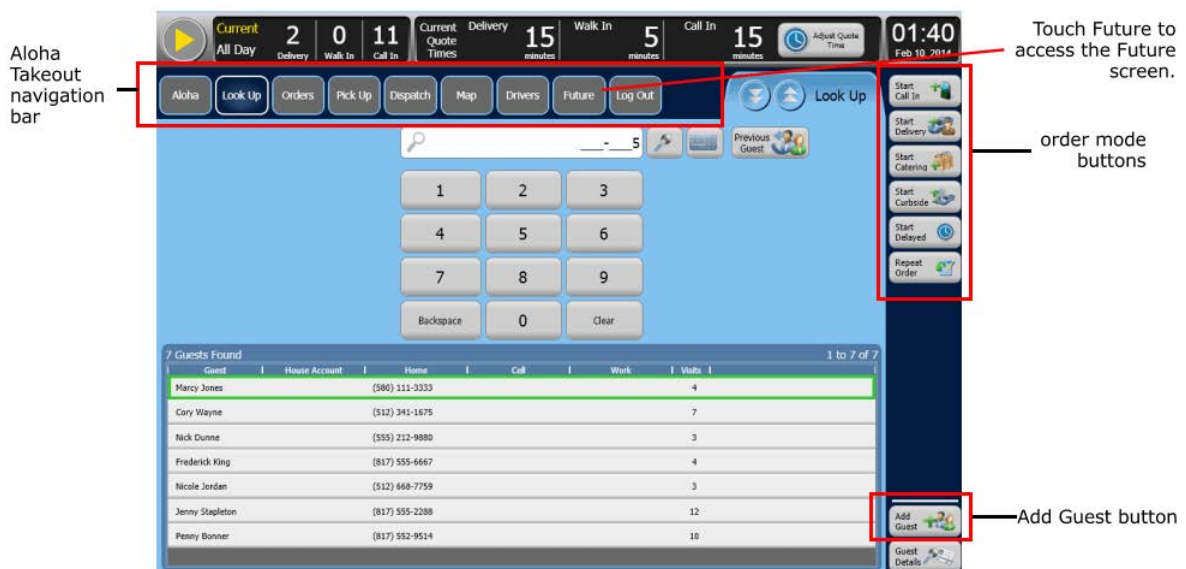 Aloha
Takeout
navigation
bar
Current
All Day
2
Delivery
0
Walk In
11
Call In
Current
Quote
Times
Delivery
15
minutes
Walk In
5
minutes
Call In
15
minutes
Adjust Quote
Time
01:40
Feb 10, 2014
Touch Future to
access the Future
screen.
Aloha
Look Up
Orders
Pick Up
Dispatch
Map
Drivers
Future
Log Out
Look Up
Start
Call In
Start
Delivery
Start
Catering
Start
Curbside
Start
Delayed
Repeat
Order
order mode
buttons
___-___5
Previous
Guest
1 2 3
4 5 6
7 8 9
Backspace 0 Clear
7 Guests Found 1 to 7 of 7
Guest House Account Home Cell Work Visits
Marcy Jones (580) 111-3333 4
Cory Wayne (512) 341-1675 7
Nick Dunne (555) 212-9880 3
Frederick King (817) 555-6667 4
Nicole Jordan (512) 668-7759 3
Jenny Stapleton (817) 555-2288 12
Penny Bonner (817) 552-9514 10
Add
Guest
Add Guest button
Guest
Details